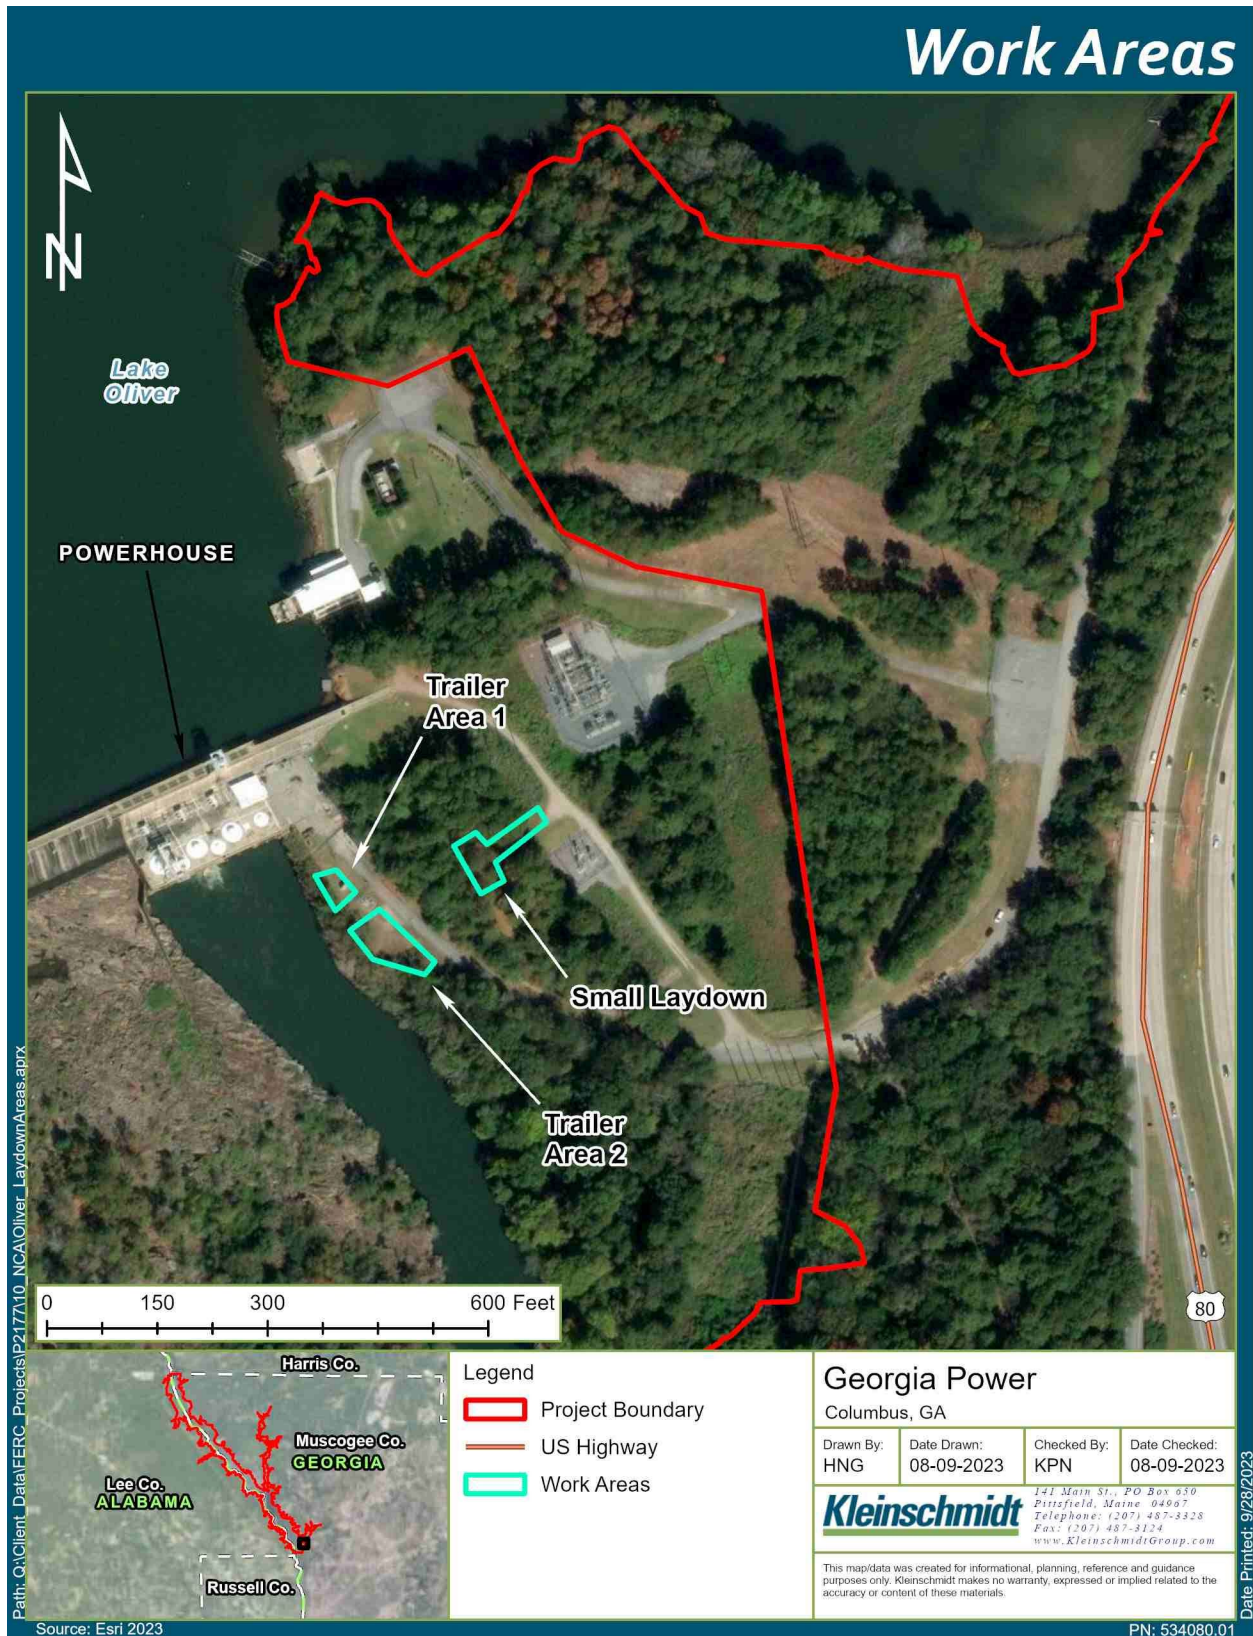 Work Areas
N
Lake
Oliver
POWERHOUSE
Trailer
Area 1
Small Laydown
Trailer
Area 2
80
0 150 300 600 Feet
Harris Co.
Muscogee Co.
GEORGIA
Lee Co.
ALABAMA
Russell Co.
Legend
Project Boundary
US Highway
Work Areas
Georgia Power
Columbus, GA
Drawn By:
HNG
Date Drawn:
08-09-2023
Checked By:
KPN
Date Checked:
08-09-2023
Kleinschmidt
141 Main St., PO Box 650
Pittsfield, Maine 04967
Telephone: (207) 487-3328
Fax: (207) 487-3124
www.KleinschmidtGroup.com
This map/data was created for informational, planning, reference and guidance
purposes only. Kleinschmidt makes no warranty, expressed or implied related to the
accuracy or content of these materials.
Path: Q:\Client_Data\FERC_Projects\P2177\10_NCA\Oliver_LaydownAreas.aprx
Date Printed: 9/28/2023
Source: Esri 2023
PN: 534080.01